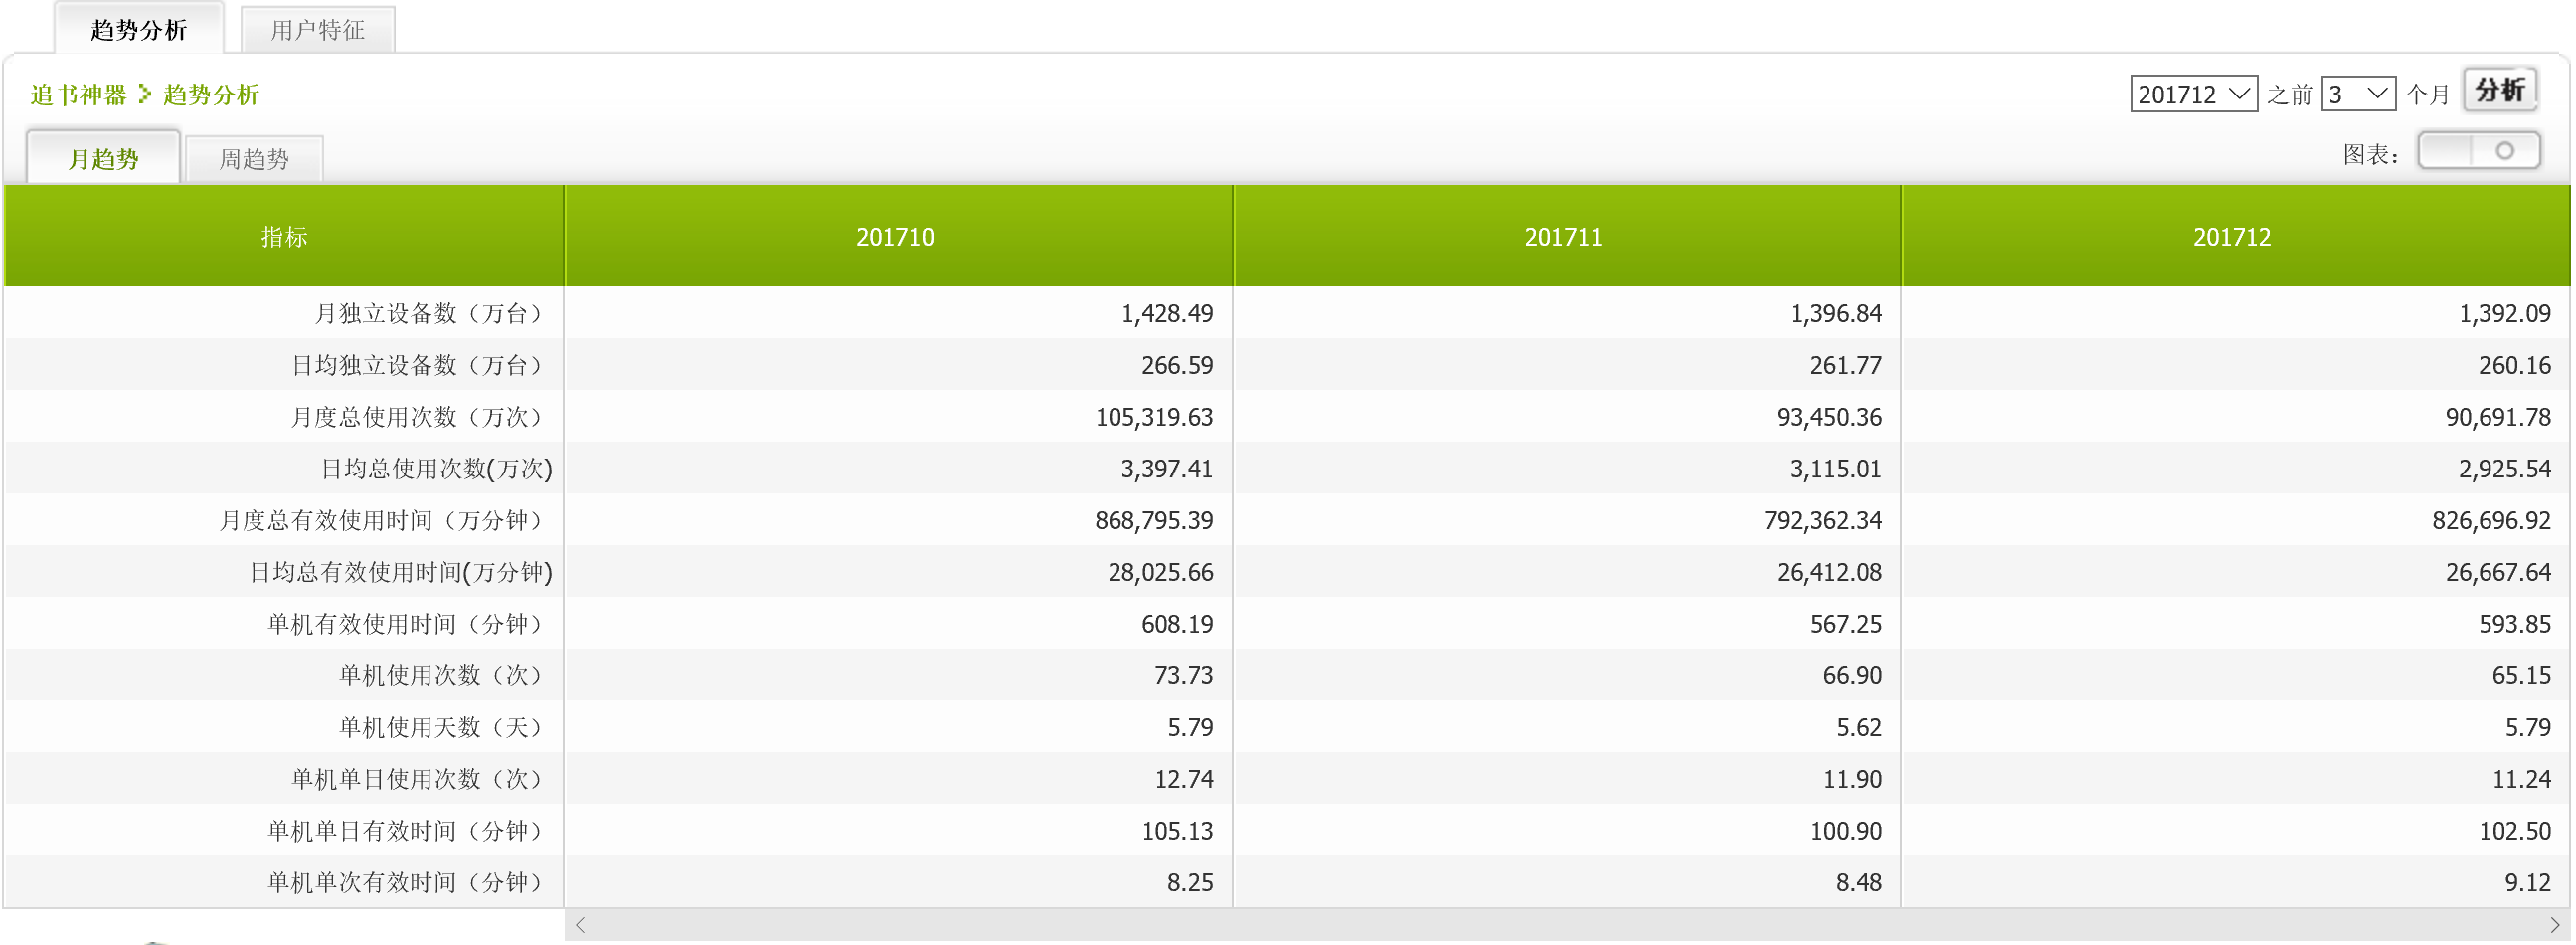 趋势分析 用户特征
追书神器 趋势分析 201712 之前 3 个月 分析
月趋势 周趋势 图表：
指标 201710 201711 201712
月独立设备数（万台） 1,428.49 1,396.84 1,392.09
日均独立设备数（万台） 266.59 261.77 260.16
月度总使用次数（万次） 105,319.63 93,450.36 90,691.78
日均总使用次数(万次) 3,397.41 3,115.01 2,925.54
月度总有效使用时间（万分钟） 868,795.39 792,362.34 826,696.92
日均总有效使用时间(万分钟) 28,025.66 26,412.08 26,667.64
单机有效使用时间（分钟） 608.19 567.25 593.85
单机使用次数（次） 73.73 66.90 65.15
单机使用天数（天） 5.79 5.62 5.79
单机单日使用次数（次） 12.74 11.90 11.24
单机单日有效时间（分钟） 105.13 100.90 102.50
单机单次有效时间（分钟） 8.25 8.48 9.12